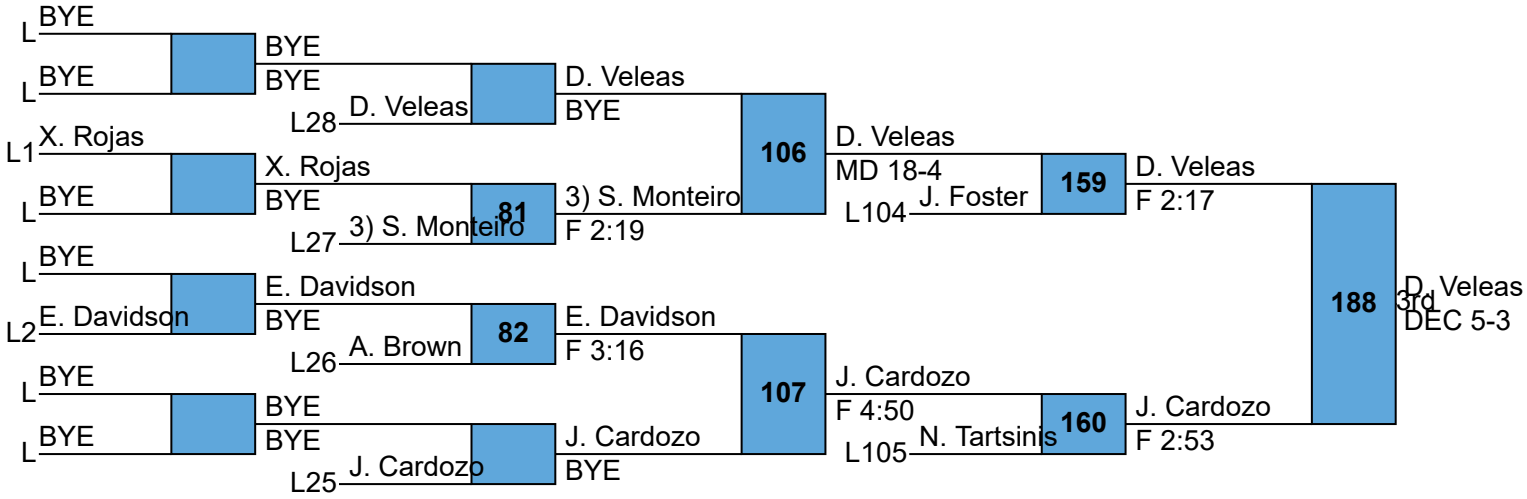 BYE
L
BYE
BYE
BYE
L
D. Veleas
L28
D. Veleas
BYE
X. Rojas
L1
X. Rojas
BYE
BYE
L
81
3) S. Monteiro
L27
3) S. Monteiro
F 2:19
106
D. Veleas
MD 18-4
J. Foster
L104
159
D. Veleas
F 2:17
BYE
L
E. Davidson
BYE
E. Davidson
L2
82
A. Brown
L26
E. Davidson
F 3:16
BYE
L
BYE
BYE
BYE
L
J. Cardozo
L25
J. Cardozo
BYE
107
J. Cardozo
F 4:50
N. Tartsinis
L105
160
J. Cardozo
F 2:53
188
3rd
D. Veleas
DEC 5-3